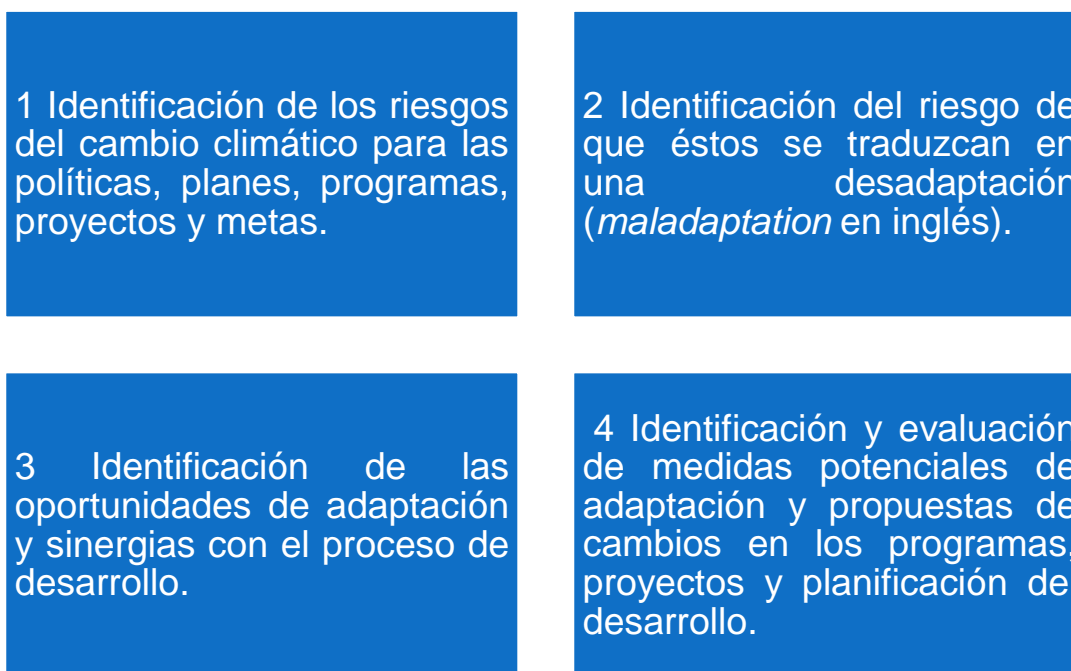 1 Identificación de los riesgos
del cambio climático para las
políticas, planes, programas,
proyectos y metas.
2 Identificación del riesgo de
que éstos se traduzcan en
una desadaptación
(maladaptation en inglés).
3 Identificación de las
oportunidades de adaptación
y sinergias con el proceso de
desarrollo.
4 Identificación y evaluación
de medidas potenciales de
adaptación y propuestas de
cambios en los programas,
proyectos y planificación del
desarrollo.